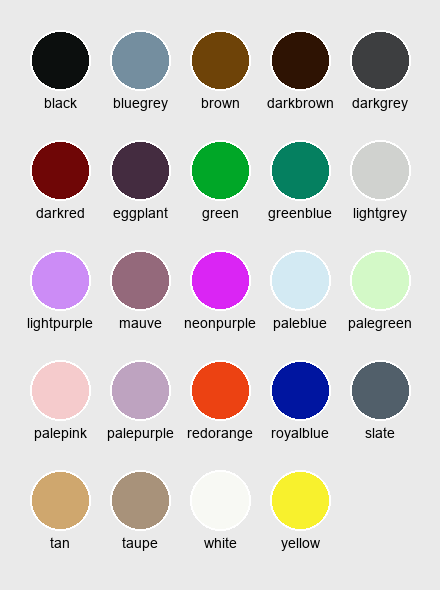 black bluegrey brown darkbrown darkgrey
darkred eggplant green greenblue lightgrey
lightpurple mauve neonpurple paleblue palegreen
palepink palepurple redorange royalblue slate
tan taupe white yellow